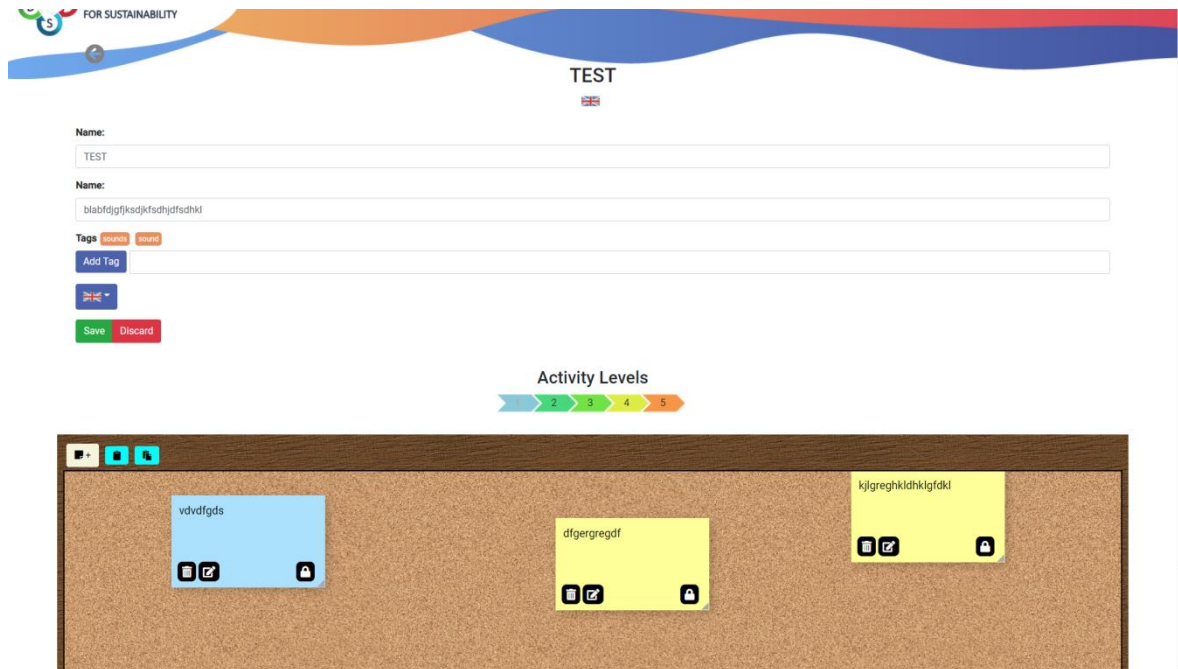 S
FOR SUSTAINABILITY
TEST
Name:
TEST
Name:
blabfdjgfjksdjkfsdhjdfsdhkl
Tags sounds sound
Add Tag
Save Discard
Activity Levels
1 2 3 4 5
kjlgreghkldhklgfdkl
vdvdfgds
dfgergregdf